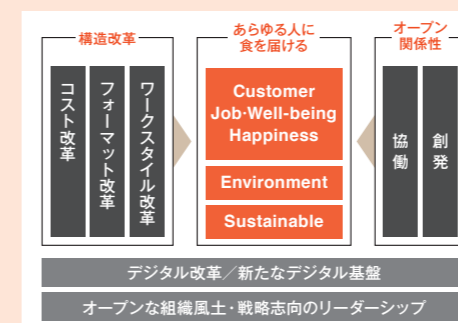 構造改革
コスト改革
フォーマット改革
ワークスタイル改革
あらゆる人に
食を届ける
Customer
Job·Well-being
Happiness
Environment
Sustainable
オープン
関係性
協働
創発
デジタル改革／新たなデジタル基盤
オープンな組織風土・戦略志向のリーダーシップ